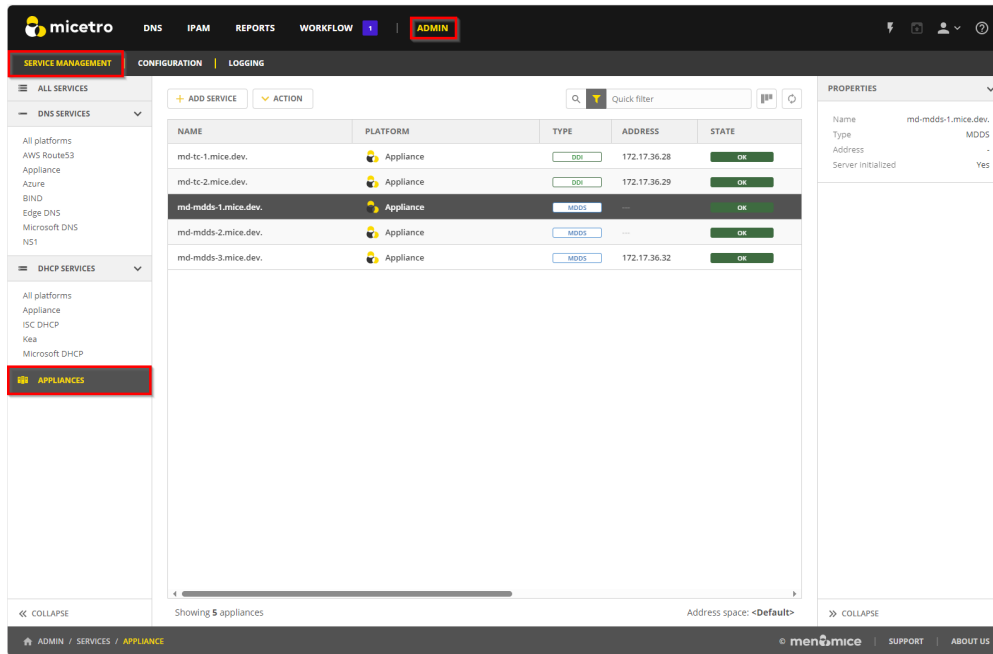 micetro DNS IPAM REPORTS WORKFLOW 1 | ADMIN
SERVICE MANAGEMENT CONFIGURATION | LOGGING
ALL SERVICES
DNS SERVICES
All platforms
AWS Route53
Appliance
Azure
BIND
Edge DNS
Microsoft DNS
NS1
DHCP SERVICES
All platforms
Appliance
ISC DHCP
Kea
Microsoft DHCP
APPLIANCES
COLLAPSE
+ ADD SERVICE ACTION Quick filter
NAME PLATFORM TYPE ADDRESS STATE
md-tc-1.mice.dev. Appliance DDI 172.17.36.28 OK
md-tc-2.mice.dev. Appliance DDI 172.17.36.29 OK
md-mdds-1.mice.dev. Appliance MDDS — OK
md-mdds-2.mice.dev. Appliance MDDS — OK
md-mdds-3.mice.dev. Appliance MDDS 172.17.36.32 OK
Showing 5 appliances Address space: <Default>
PROPERTIES
Name md-mdds-1.mice.dev.
Type MDDS
Address -
Server initialized Yes
COLLAPSE
ADMIN / SERVICES / APPLIANCE © men&mice | SUPPORT | ABOUT US